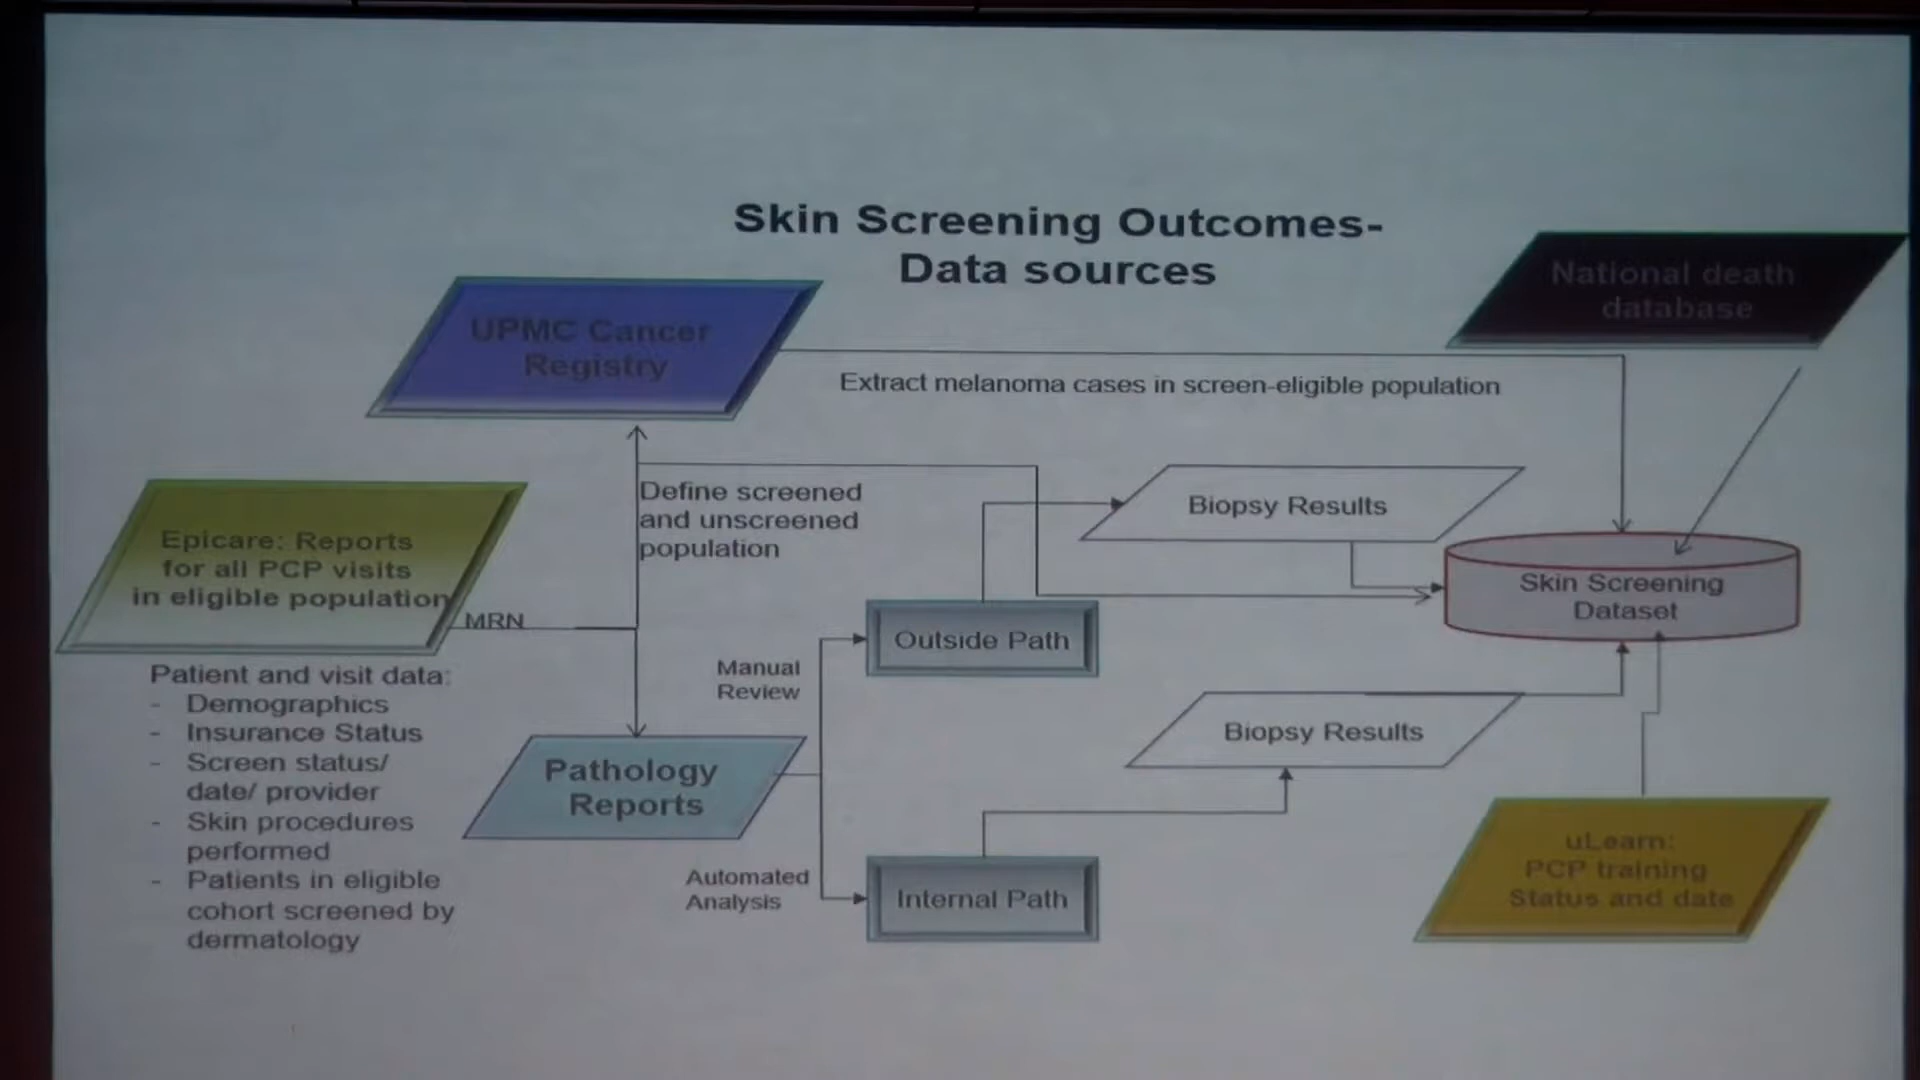 Skin Screening Outcomes-
Data sources
National death
database
UPMC Cancer
Registry
Extract melanoma cases in screen-eligible population
Define screened
and unscreened
population
Biopsy Results
Epicare: Reports
for all PCP visits
in eligible population
MRN
Skin Screening
Dataset
Outside Path
Manual
Review
Patient and visit data:
- Demographics
- Insurance Status
- Screen status/
date/ provider
- Skin procedures
performed
- Patients in eligible
cohort screened by
dermatology
Pathology
Reports
Biopsy Results
Automated
Analysis
Internal Path
uLearn:
PCP training
Status and date